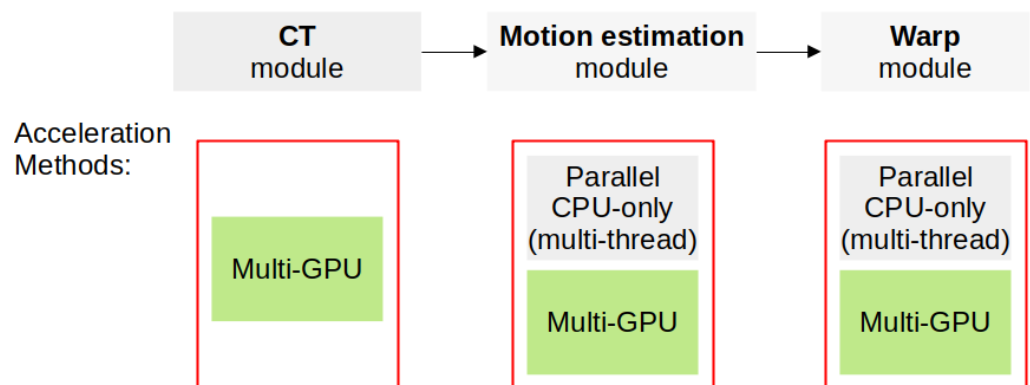 CT
module
Motion estimation
module
Warp
module
Acceleration
Methods:
Multi-GPU
Parallel
CPU-only
(multi-thread)
Multi-GPU
Parallel
CPU-only
(multi-thread)
Multi-GPU